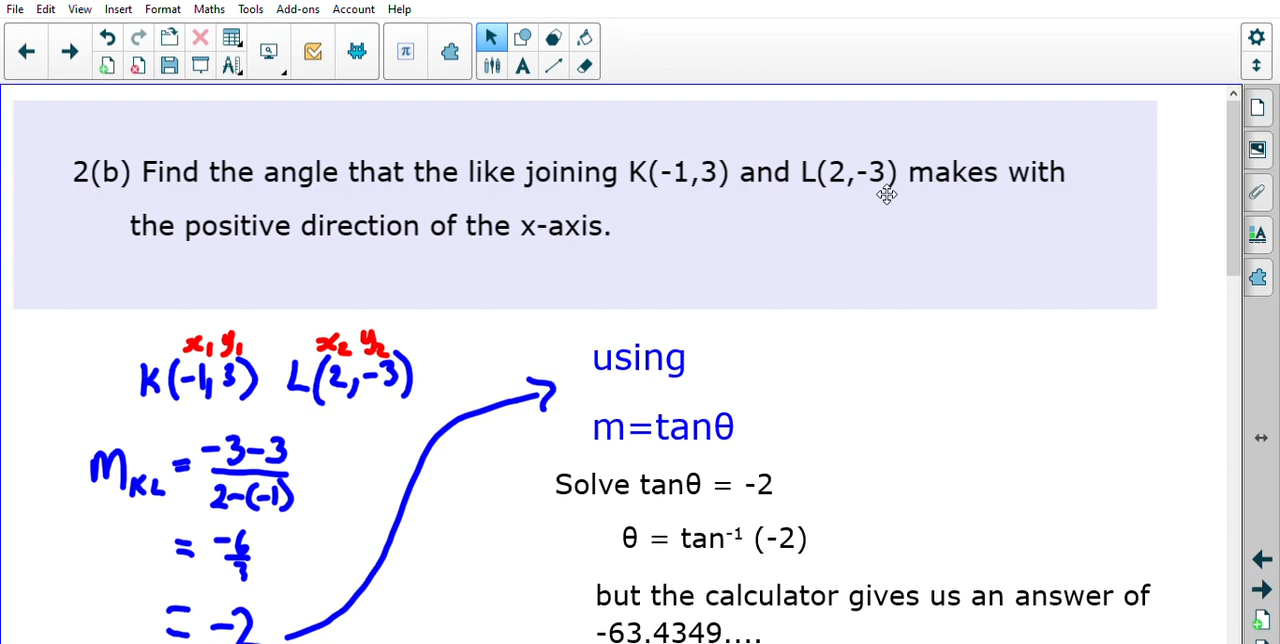 File Edit View Insert Format Maths Tools Add-ons Account Help
π
A
A
2(b) Find the angle that the like joining K(-1,3) and L(2,-3) makes with
the positive direction of the x-axis.
x₁ y₁ x₂ y₂
K(-1,3) L(2,-3)
m_KL = -3-3 / 2-(-1)
= -6/3
= -2
using
m=tanθ
Solve tanθ = -2
θ = tan⁻¹ (-2)
but the calculator gives us an answer of
-63.4349....